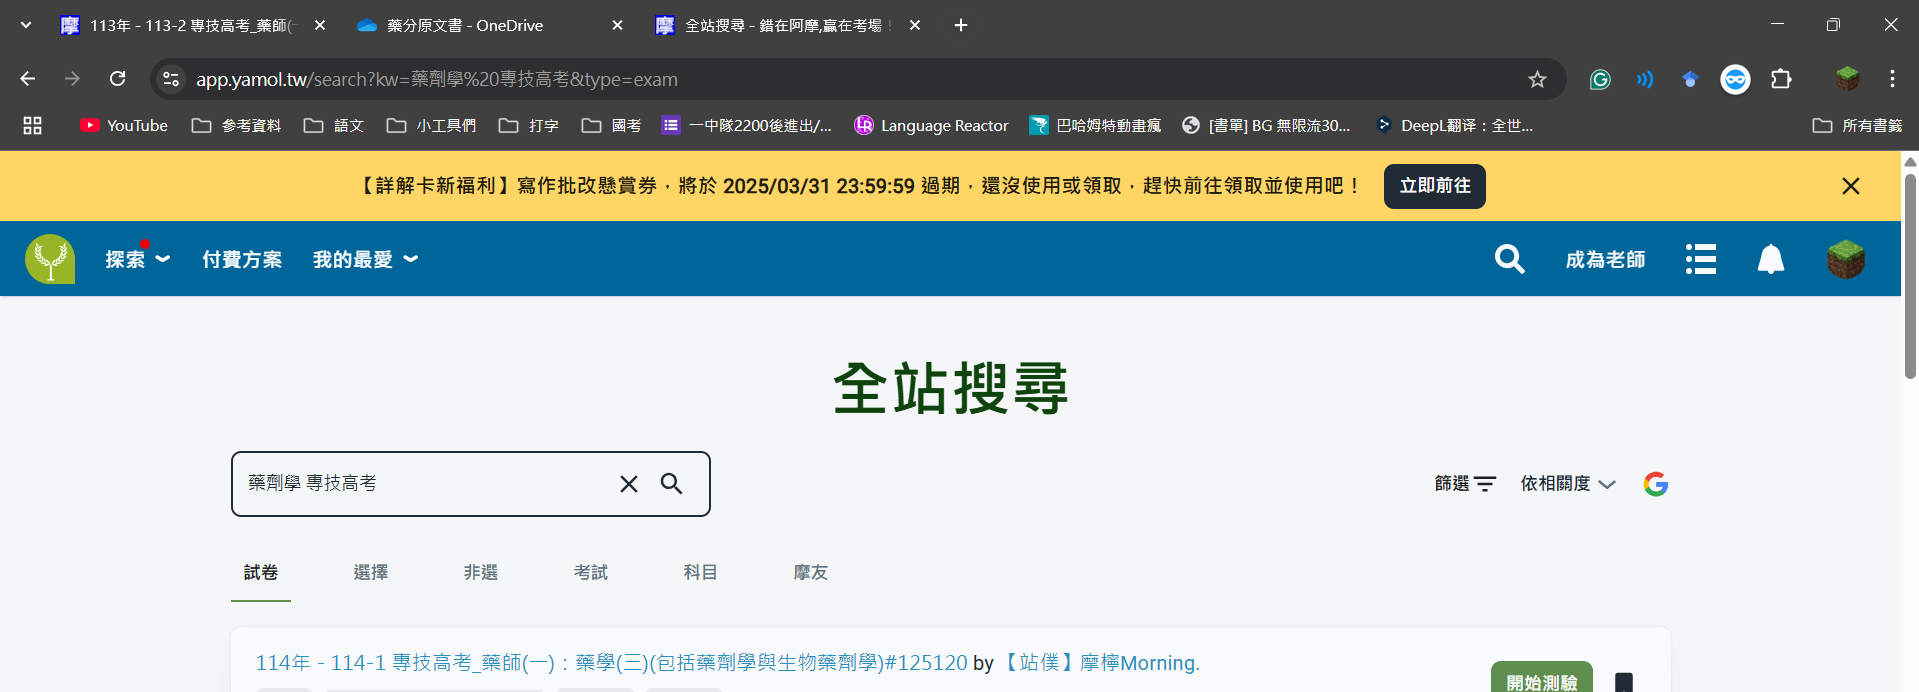 113年 - 113-2 專技高考_藥師(一
藥分原文書 - OneDrive
全站搜尋 - 錯在阿摩,贏在考場！
app.yamol.tw/search?kw=藥劑學%20專技高考&type=exam
YouTube 參考資料 語文 小工具們 打字 國考 一中隊2200後進出/... Language Reactor 巴哈姆特動畫瘋 [書單] BG 無限流30... DeepL翻译：全世... 所有書籤
【詳解卡新福利】寫作批改懸賞券，將於 2025/03/31 23:59:59 過期，還沒使用或領取，趕快前往領取並使用吧！ 立即前往
探索 付費方案 我的最愛 成為老師
全站搜尋
藥劑學 專技高考
篩選 依相關度
試卷 選擇 非選 考試 科目 摩友
114年 - 114-1 專技高考_藥師(一)：藥學(三)(包括藥劑學與生物藥劑學)#125120 by 【站僕】摩檸Morning.
開始測驗